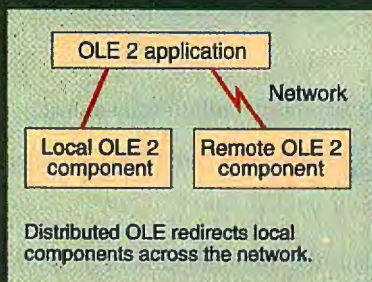 OLE 2 application
Network
Local OLE 2
component
Remote OLE 2
component
Distributed OLE redirects local
components across the network.